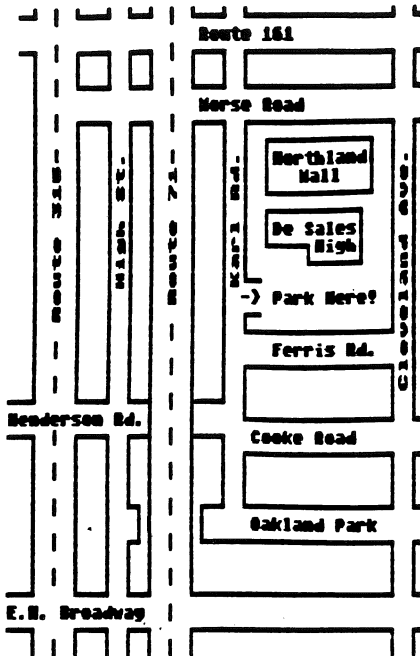 Route 161
Morse Road
Route 315
High St.
Route 71
Karl Rd.
Northland
Mall
De Sales
High
-> Park Here!
Cleveland Ave.
Ferris Rd.
Henderson Rd.
Cooke Road
Oakland Park
E.N. Broadway